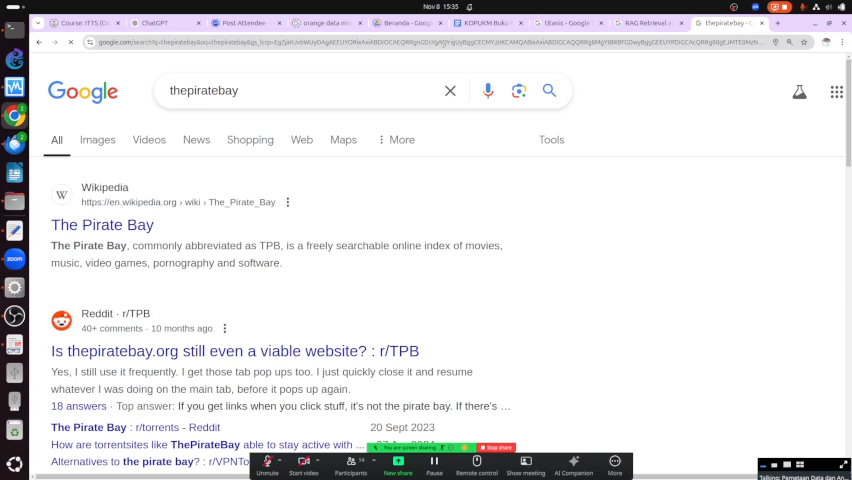 Nov 8 15:35
Course: ITTS (C
ChatGPT
Post Attendee -
orange data min
Beranda - Goog
KOPUKM Buku
titanic - Google
RAG Retrieval a
thepiratebay - G
Google
thepiratebay
All
Images
Videos
News
Shopping
Web
Maps
More
Tools
W
Wikipedia
https://en.wikipedia.org › wiki › The_Pirate_Bay
The Pirate Bay
The Pirate Bay, commonly abbreviated as TPB, is a freely searchable online index of movies,
music, video games, pornography and software.
Reddit · r/TPB
40+ comments · 10 months ago
Is thepiratebay.org still even a viable website? : r/TPB
Yes, I still use it frequently. I get those tab pop ups too. I just quickly close it and resume
whatever I was doing on the main tab, before it pops up again.
18 answers · Top answer: If you get links when you click stuff, it's not the pirate bay. If there's ...
The Pirate Bay : r/torrents - Reddit 20 Sept 2023
How are torrentsites like ThePirateBay able to stay active with ...
Alternatives to the pirate bay? : r/VPNTo
You are screen sharing
Stop share
Unmute
Start video
Participants
14
New share
Pause
Remote control
Show meeting
AI Companion
More
zoom
Talking: Pemetaan Data dan An...